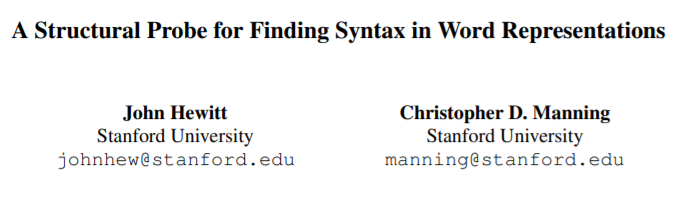 A Structural Probe for Finding Syntax in Word Representations
John Hewitt
Stanford University
johnhew@stanford.edu
Christopher D. Manning
Stanford University
manning@stanford.edu